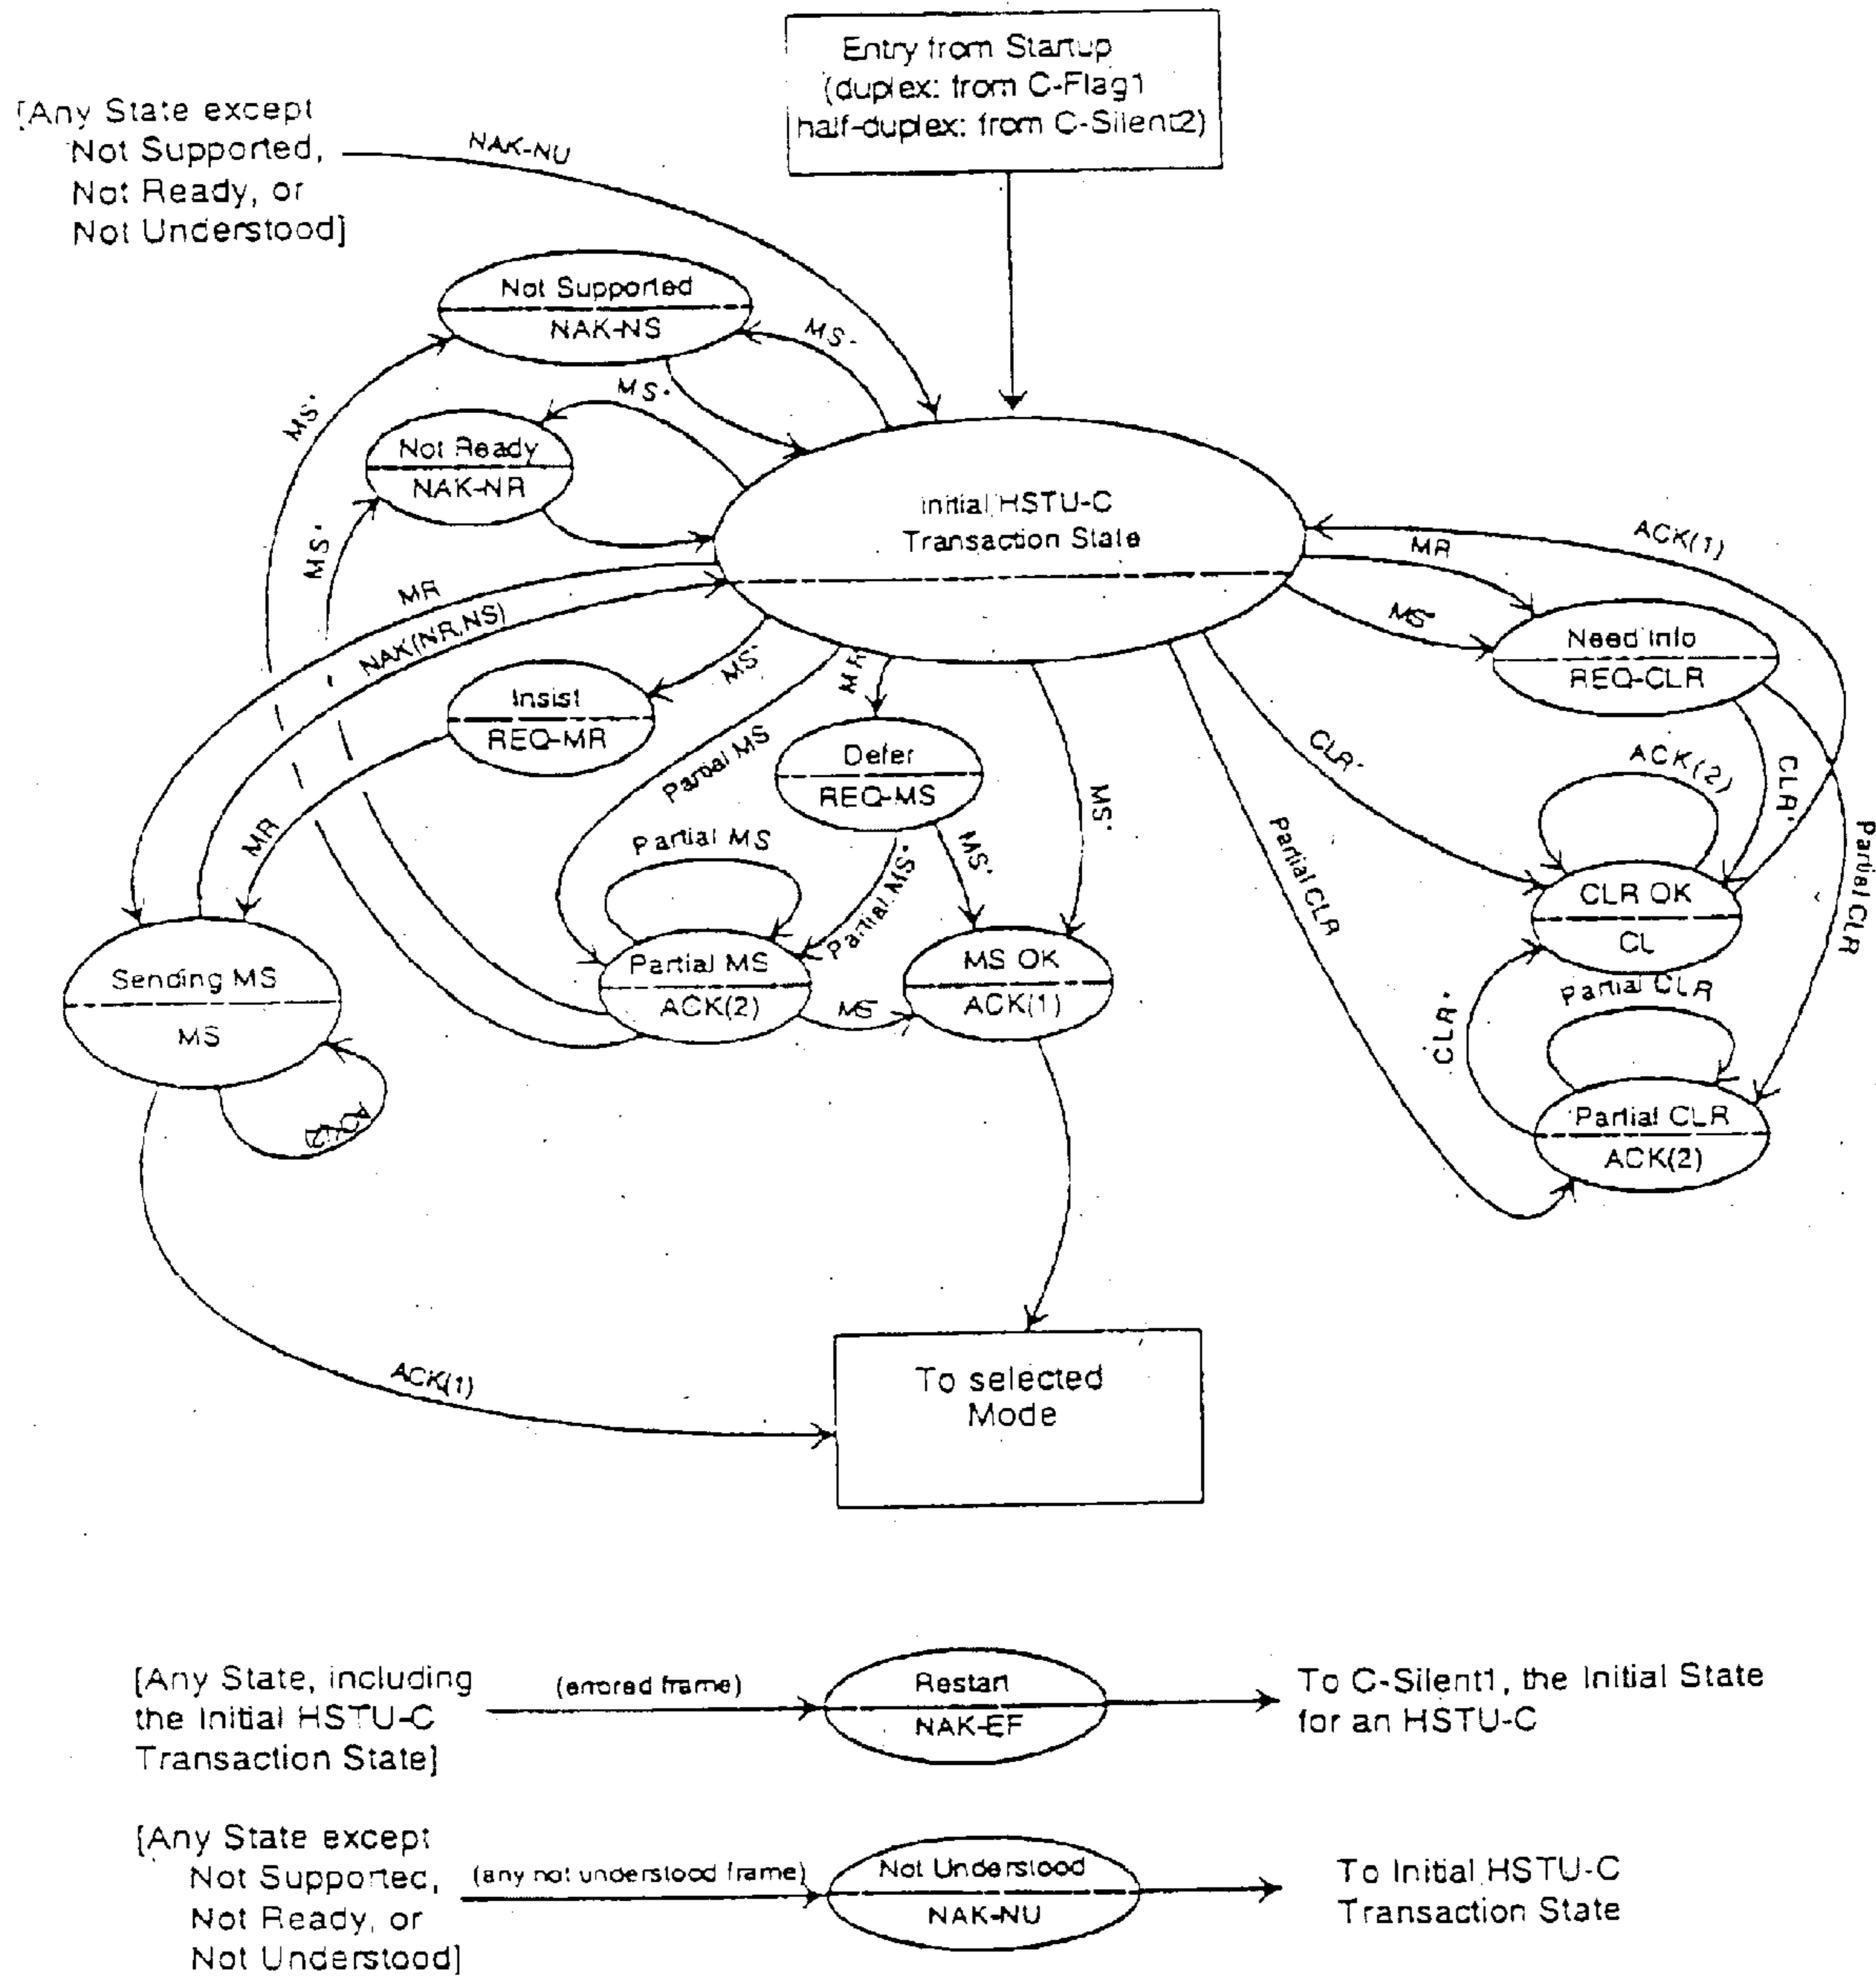 Entry from Startup
(duplex: from C-Flag1
half-duplex: from C-Silent2)
[Any State except
Not Supported,
Not Ready, or
Not Understood]
NAK-NU
Not Supported
NAK-NS
MS*
MS*
MS*
Not Ready
NAK-NR
MS*
Initial HSTU-C
Transaction State
ACK(1)
MR
MS*
Need Info
REQ-CLR
MR
NAK(NR,NS)
MS*
Insist
REQ-MR
MR
Partial MS
MR
Defer
REQ-MS
MS*
CLR*
Partial CLR
ACK(2)
CLR*
Partial CLR
Partial MS
MS*
Partial MS*
CLR OK
CL
Sending MS
MS
Partial MS
ACK(2)
MS
MS OK
ACK(1)
Partial CLR
CLR*
Partial CLR
ACK(2)
ACK(1)
To selected
Mode
[Any State, including
the Initial HSTU-C
Transaction State]
(errored frame)
Restart
NAK-EF
To C-Silent1, the Initial State
for an HSTU-C
[Any State except
Not Supported,
Not Ready, or
Not Understood]
(any not understood frame)
Not Understood
NAK-NU
To Initial HSTU-C
Transaction State